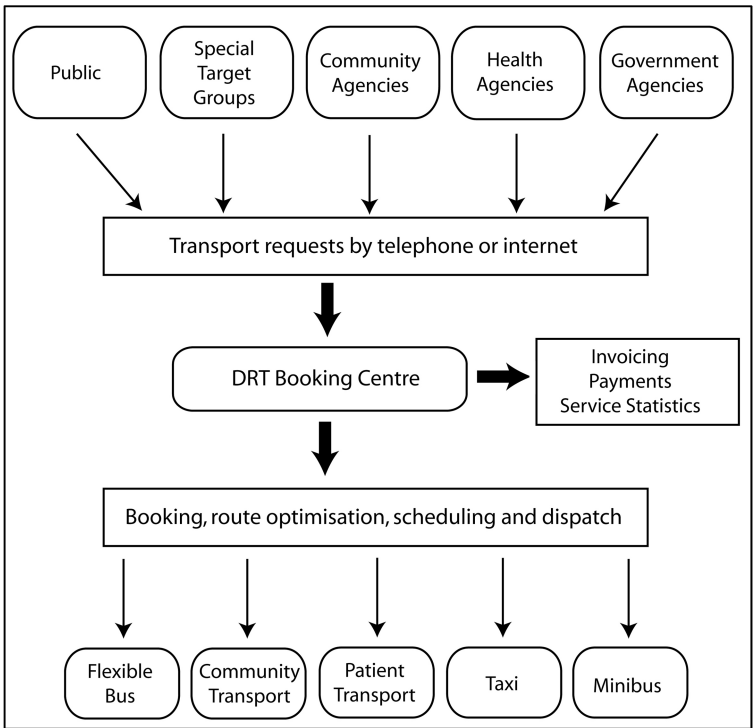 Public
Special
Target
Groups
Community
Agencies
Health
Agencies
Government
Agencies
Transport requests by telephone or internet
DRT Booking Centre
Invoicing
Payments
Service Statistics
Booking, route optimisation, scheduling and dispatch
Flexible
Bus
Community
Transport
Patient
Transport
Taxi
Minibus